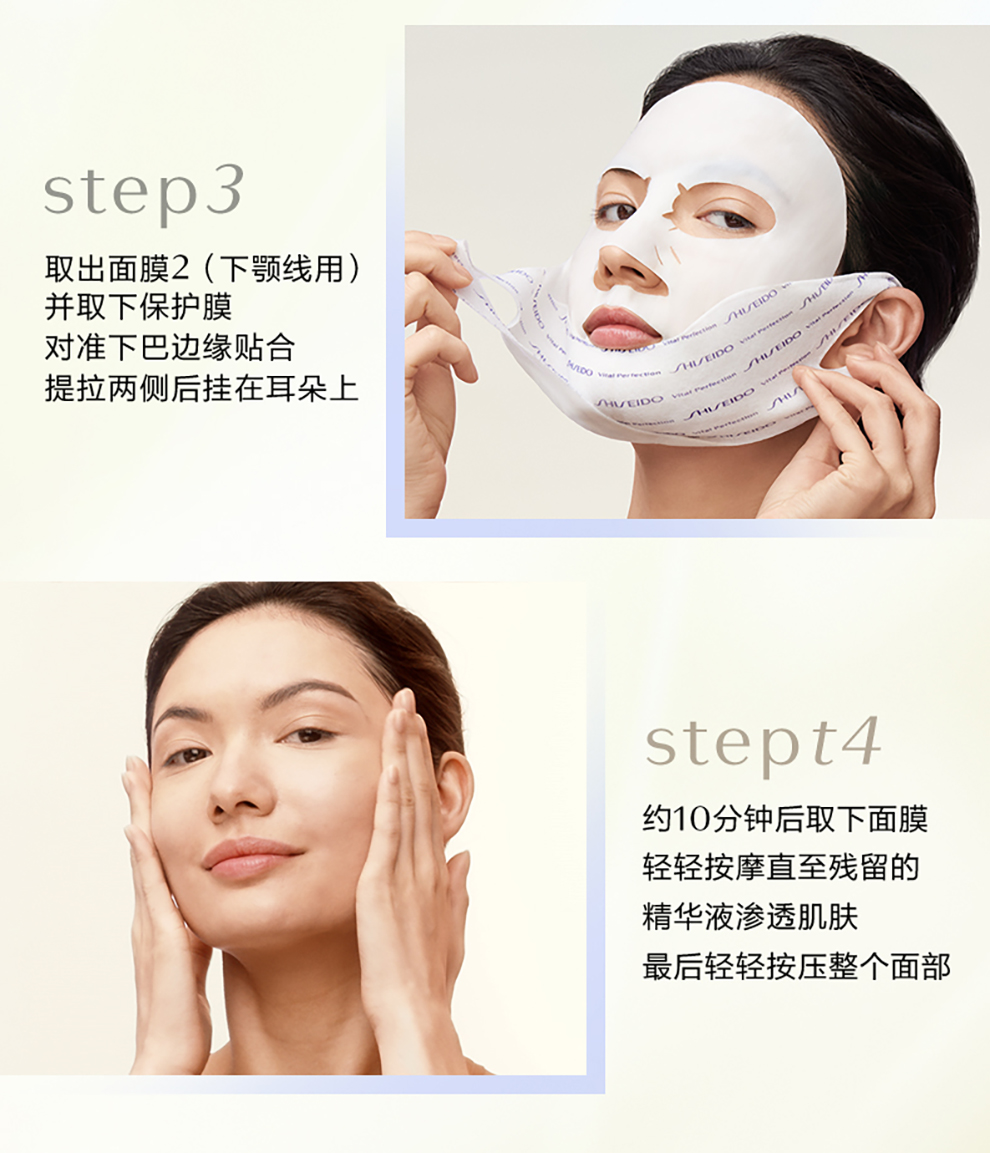 step3
取出面膜2（下颚线用）
并取下保护膜
对准下巴边缘贴合
提拉两侧后挂在耳朵上
SHISEIDO Vital Perfection
stept4
约10分钟后取下面膜
轻轻按摩直至残留的
精华液渗透肌肤
最后轻轻按压整个面部